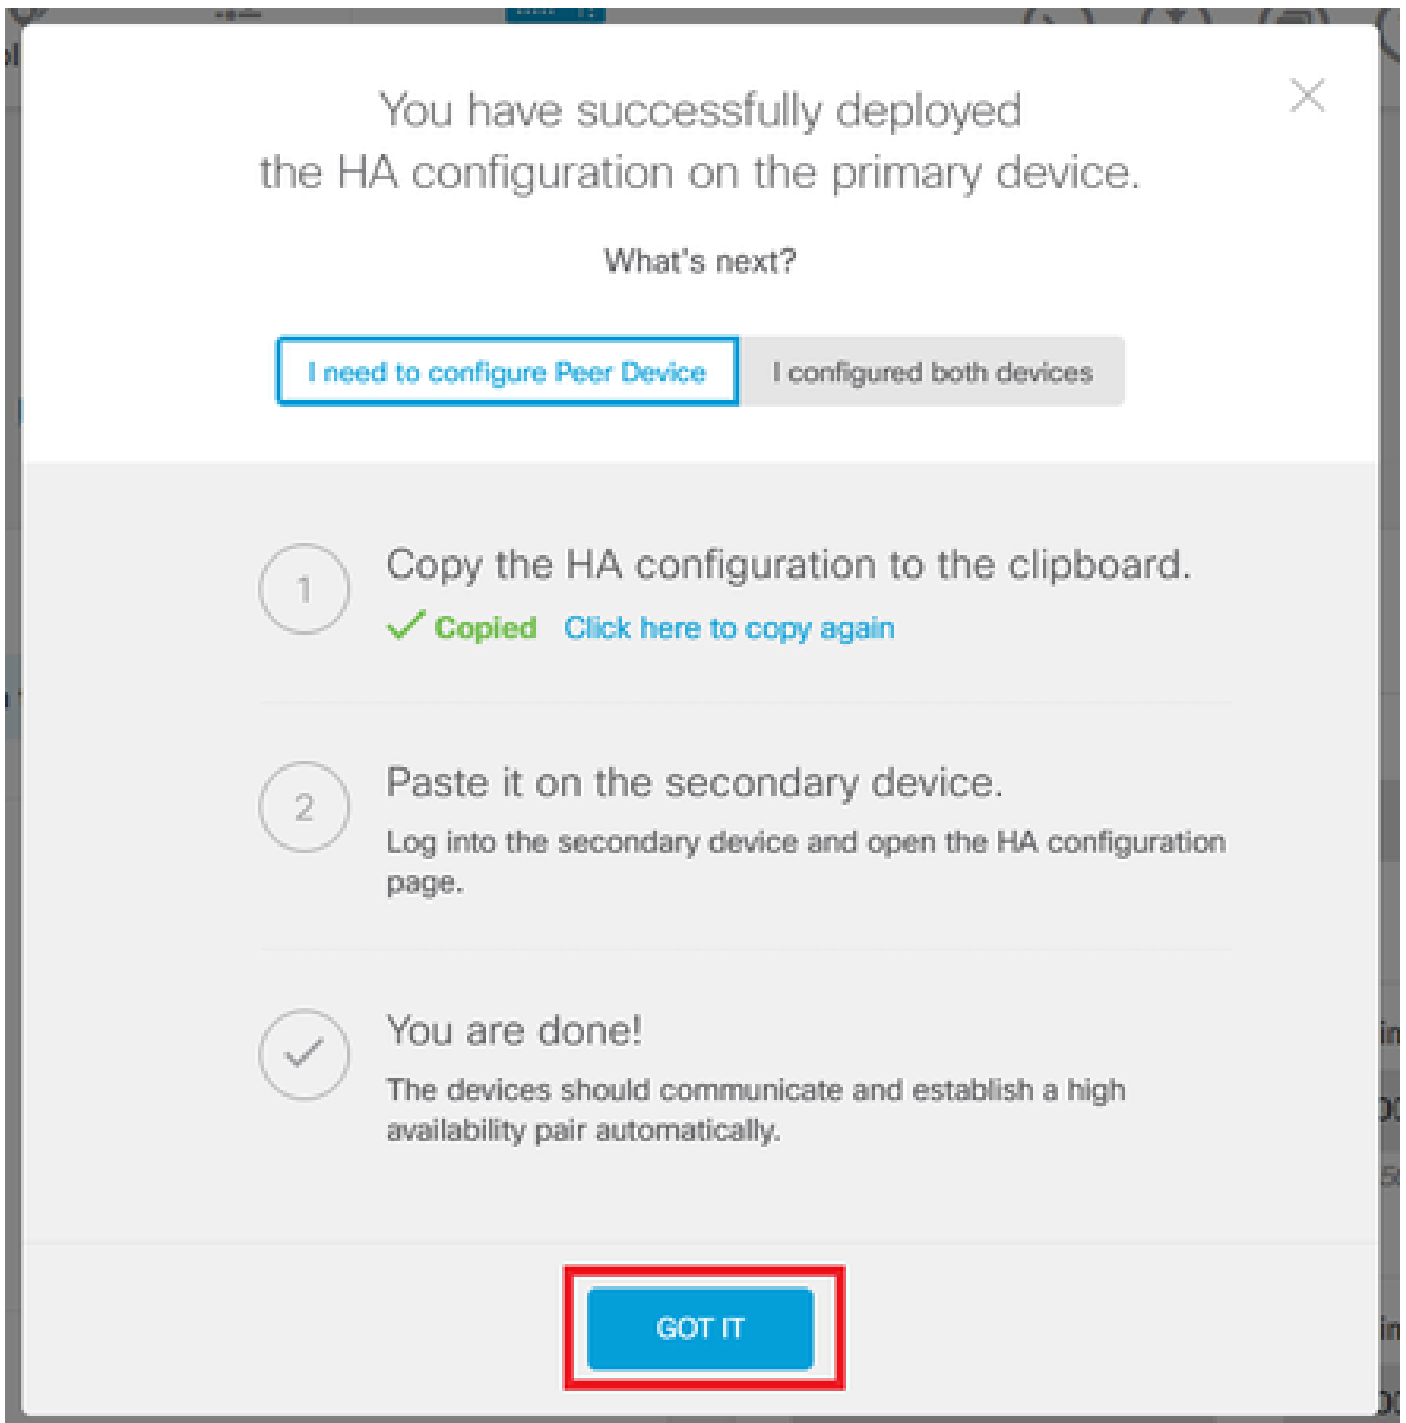 You have successfully deployed
the HA configuration on the primary device.
What's next?
I need to configure Peer Device
I configured both devices
1
Copy the HA configuration to the clipboard.
Copied Click here to copy again
2
Paste it on the secondary device.
Log into the secondary device and open the HA configuration
page.
You are done!
The devices should communicate and establish a high
availability pair automatically.
GOT IT